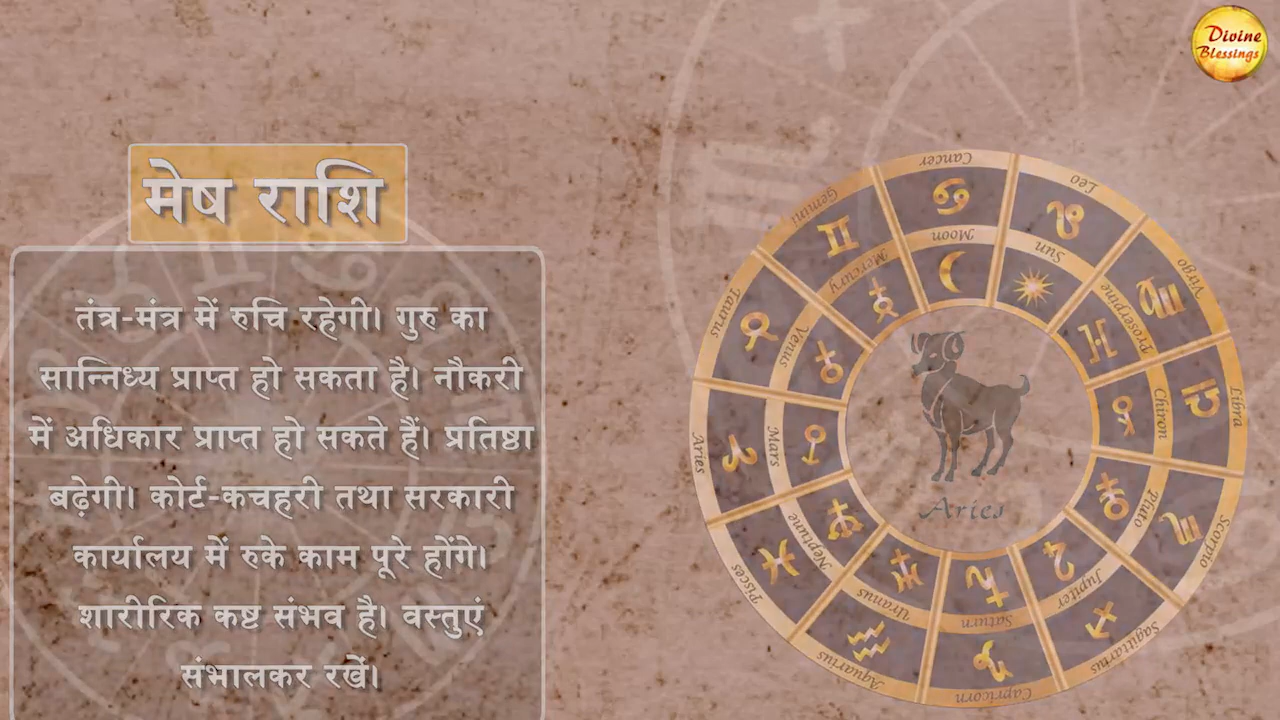 Divine
Blessings
मेष राशि
तंत्र-मंत्र में रुचि रहेगी। गुरु का
सान्निध्य प्राप्त हो सकता है। नौकरी
में अधिकार प्राप्त हो सकते हैं। प्रतिष्ठा
बढ़ेगी। कोर्ट-कचहरी तथा सरकारी
कार्यालय में रुके काम पूरे होंगे।
शारीरिक कष्ट संभव है। वस्तुएं
संभालकर रखें।
Cancer
Leo
Virgo
Libra
Scorpio
Sagittarius
Capricorn
Aquarius
Pisces
Aries
Taurus
Gemini
Moon
Sun
Proserpine
Chiron
Pluto
Jupiter
Saturn
Uranus
Neptune
Mars
Venus
Mercury
Aries